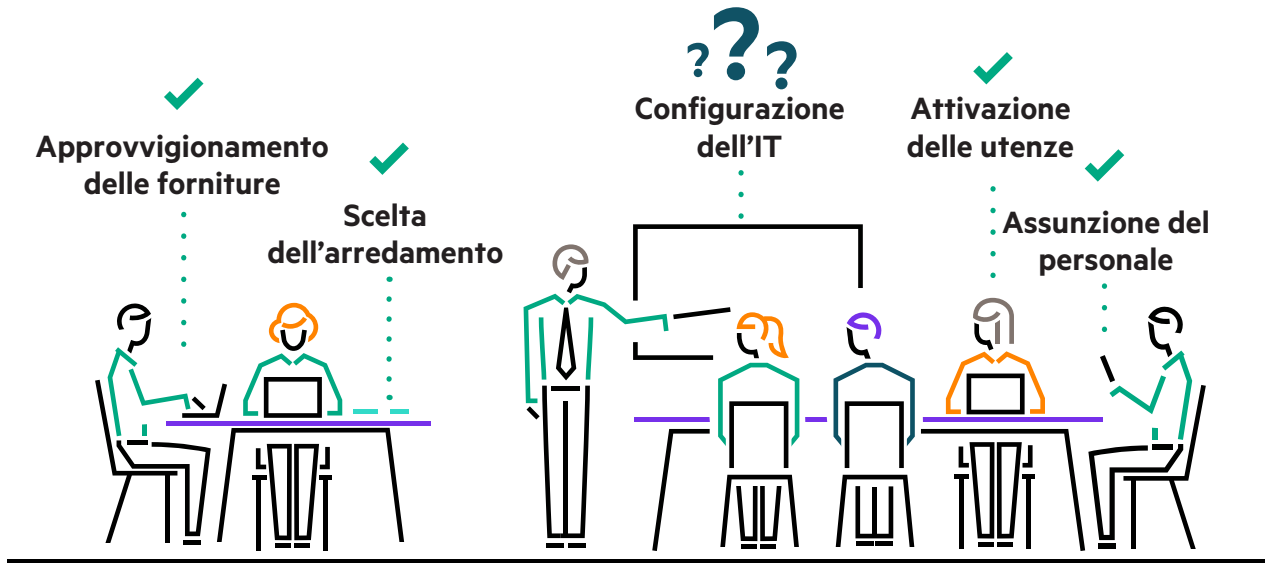 Approvvigionamento
delle forniture
Scelta
dell’arredamento
???
Configurazione
dell’IT
Attivazione
delle utenze
Assunzione del
personale